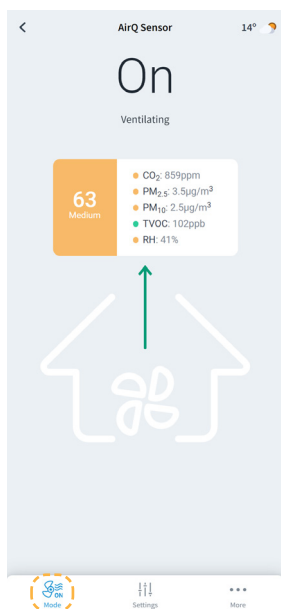 AirQ Sensor 14°
On
Ventilating
63
Medium
CO₂: 859ppm
PM₂.₅: 3.5µg/m³
PM₁₀: 2.5µg/m³
TVOC: 102ppb
RH: 41%
ON
Mode Settings More